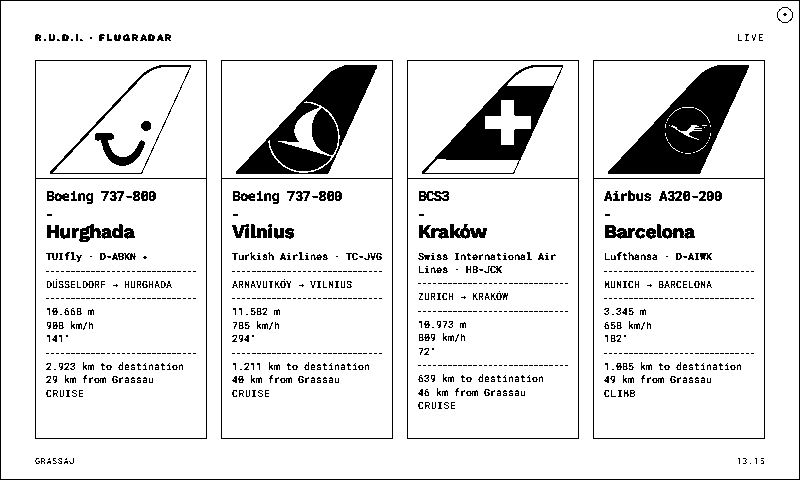 R.U.D.I. · FLUGRADAR
LIVE
Boeing 737-800
-
Hurghada
TUIfly · D-ABKN ✦
DÜSSELDORF → HURGHADA
10.668 m
908 km/h
141°
2.923 km to destination
29 km from Grassau
CRUISE
Boeing 737-800
-
Vilnius
Turkish Airlines · TC-JVG
ARNAVUTKÖY → VILNIUS
11.582 m
785 km/h
294°
1.211 km to destination
40 km from Grassau
CRUISE
BCS3
-
Kraków
Swiss International Air
Lines · HB-JCK
ZURICH → KRAKÓW
10.973 m
809 km/h
72°
639 km to destination
46 km from Grassau
CRUISE
Airbus A320-200
-
Barcelona
Lufthansa · D-AIWK
MUNICH → BARCELONA
3.345 m
658 km/h
182°
1.085 km to destination
49 km from Grassau
CLIMB
GRASSAU
13.15